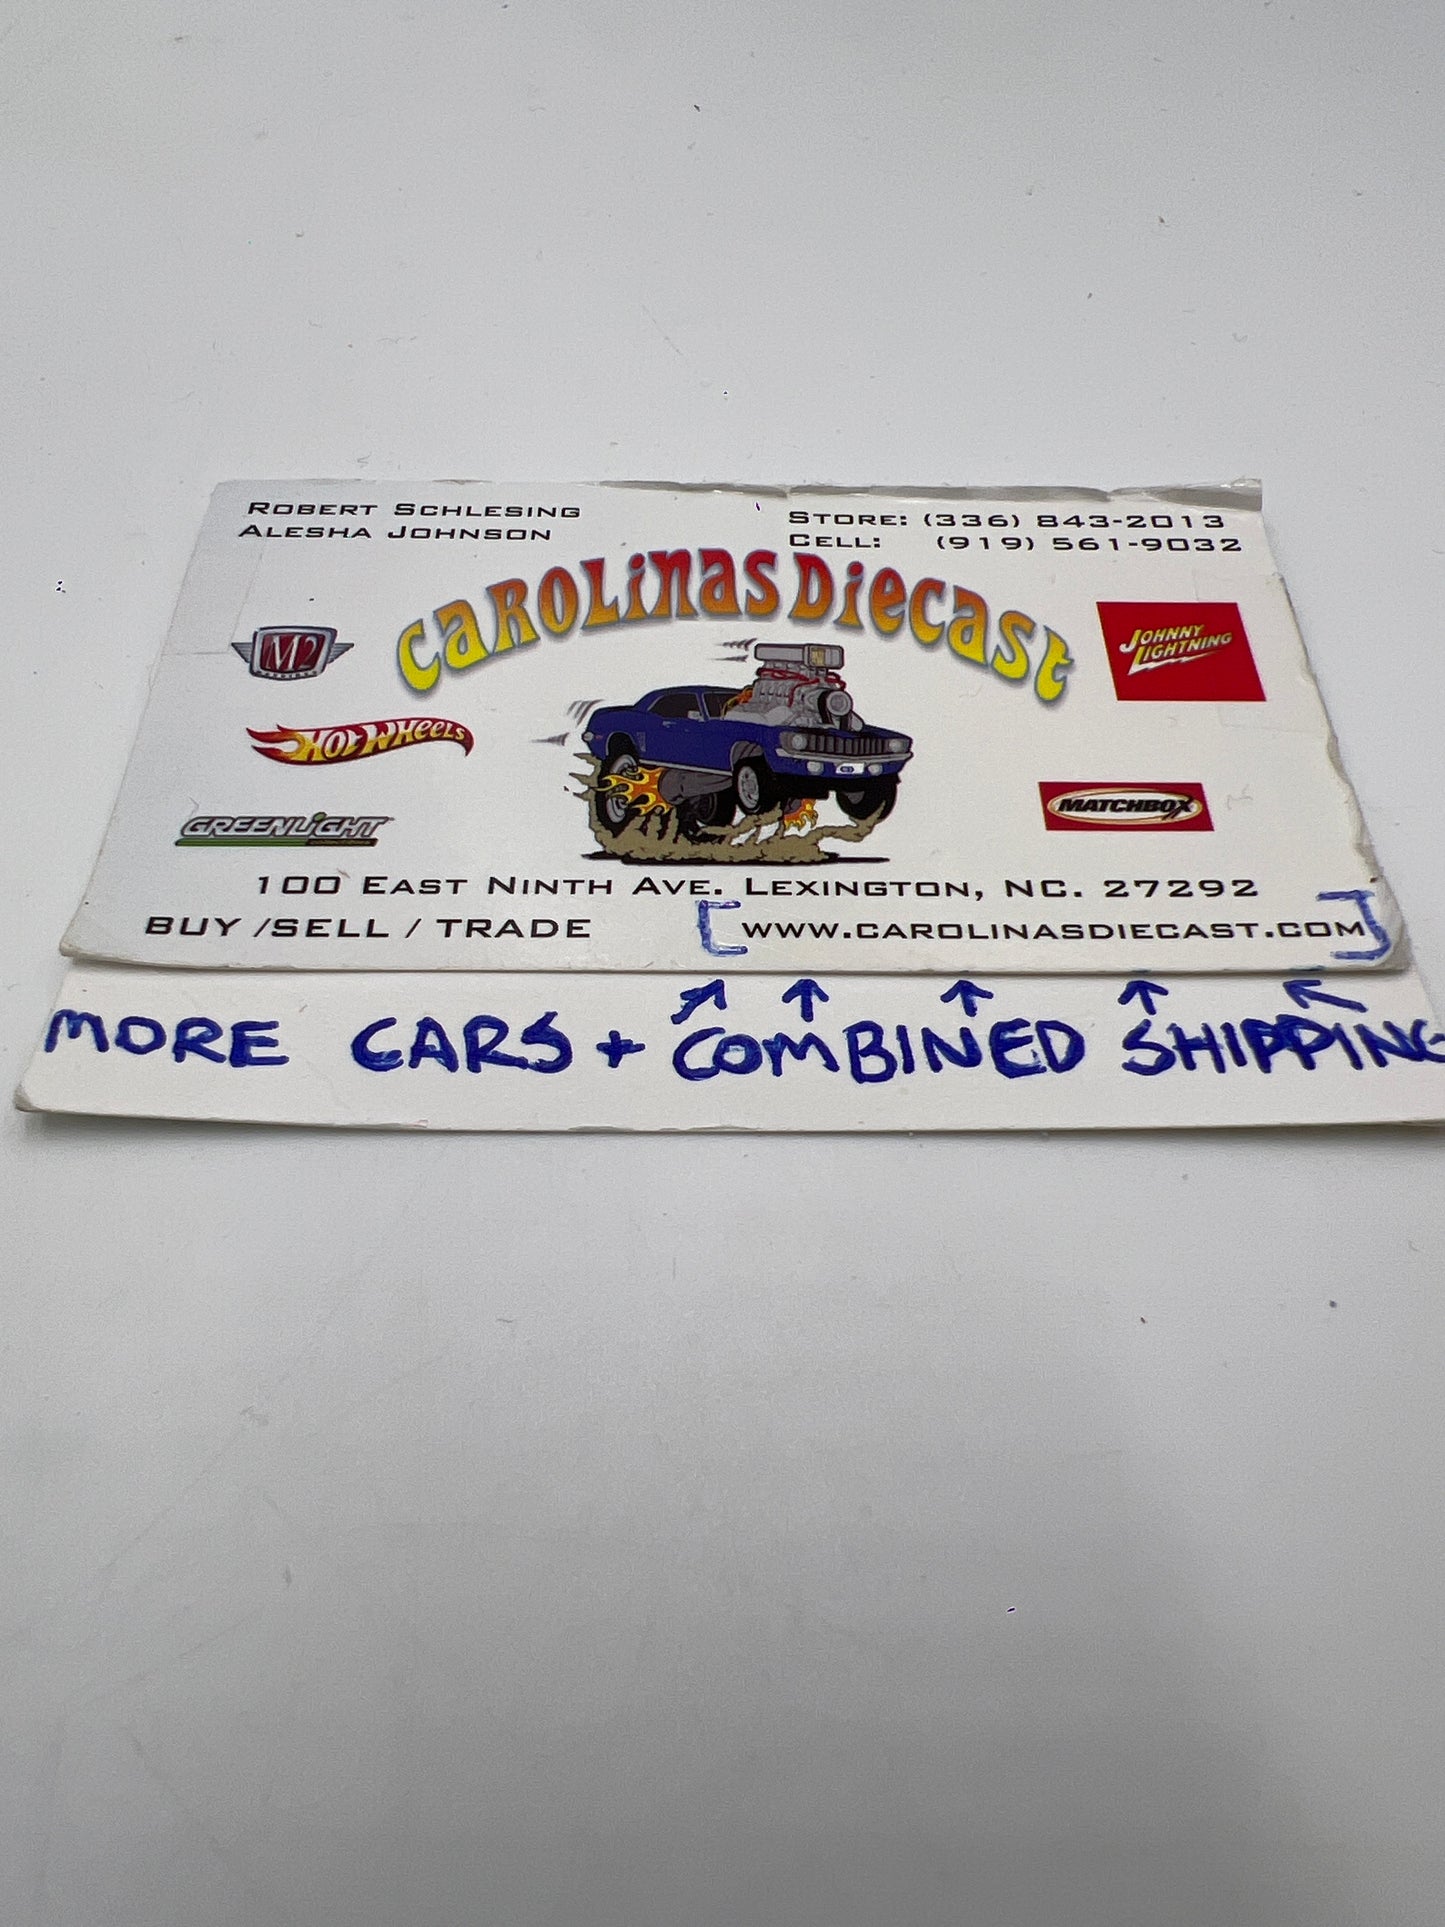 ROBERT SCHLESING
ALESHA JOHNSON
STORE: (336) 843-2013
CELL: (919) 561-9032
CAROLINAS DIECAST
M2
JOHNNY LIGHTNING
HOT WHEELS
MATCHBOX
GREENLIGHT
100 EAST NINTH AVE. LEXINGTON, NC. 27292
BUY /SELL / TRADE [WWW.CAROLINASDIECAST.COM]
MORE CARS + COMBINED SHIPPING